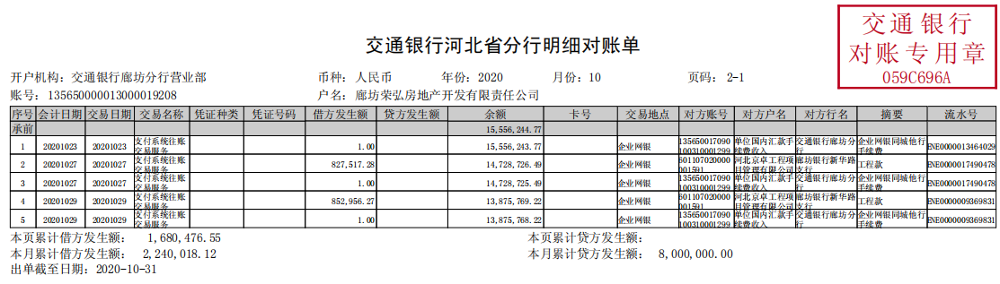 交通银行
对账专用章
059C696A
交通银行河北省分行明细对账单
开户机构：交通银行廊坊分行营业部 币种：人民币 年份：2020 月份：10 页码：2-1
账号：135650000013000019208 户名：廊坊荣弘房地产开发有限责任公司
序号 会计日期 交易日期 交易名称 凭证种类 凭证号码 借方发生额 贷方发生额 余额 卡号 交易地点 对方账号 对方户名 对方行名 摘要 流水号
承前 15,556,244.77
1 20201023 20201023 支付系统往账交易服务 1.00 15,556,243.77 企业网银 135650017090100310001299 单位国内汇款手续费收入 交通银行廊坊分行 企业网银同城他行手续费 ENE0000013464029
2 20201027 20201027 支付系统往账交易服务 827,517.28 14,728,726.49 企业网银 60110702000001591 河北京卓工程项目管理有限公司 廊坊银行新华路支行 工程款 ENE0000017490478
3 20201027 20201027 支付系统往账交易服务 1.00 14,728,725.49 企业网银 135650017090100310001299 单位国内汇款手续费收入 交通银行廊坊分行 企业网银同城他行手续费 ENE0000017490478
4 20201029 20201029 支付系统往账交易服务 852,956.27 13,875,769.22 企业网银 60110702000001591 河北京卓工程项目管理有限公司 廊坊银行新华路支行 工程款 ENE0000009369831
5 20201029 20201029 支付系统往账交易服务 1.00 13,875,768.22 企业网银 135650017090100310001299 单位国内汇款手续费收入 交通银行廊坊分行 企业网银同城他行手续费 ENE0000009369831
本页累计借方发生额： 1,680,476.55 本页累计贷方发生额：
本月累计借方发生额： 2,240,018.12 本月累计贷方发生额： 8,000,000.00
出单截至日期：2020-10-31